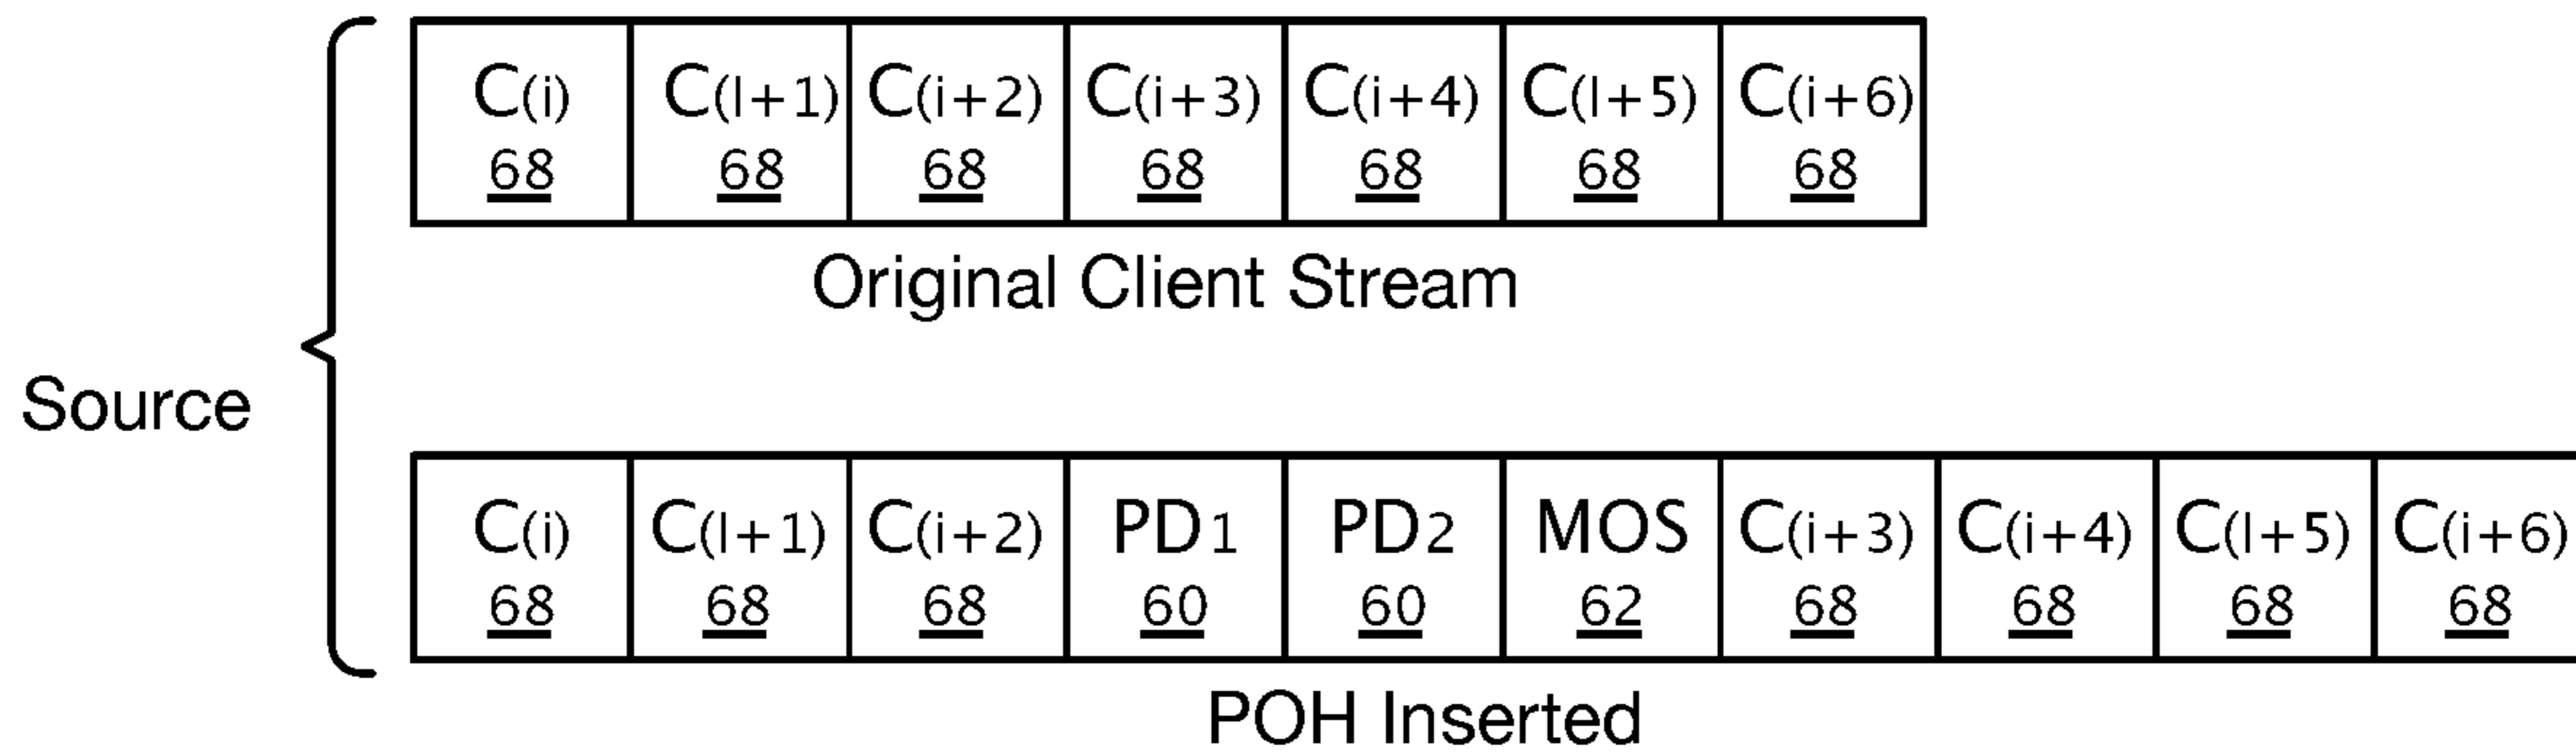 C(i) C(l+1) C(i+2) C(i+3) C(i+4) C(l+5) C(i+6)
68 68 68 68 68 68 68
Original Client Stream
Source
C(i) C(l+1) C(i+2) PD1 PD2 MOS C(i+3) C(i+4) C(l+5) C(i+6)
68 68 68 60 60 62 68 68 68 68
POH Inserted